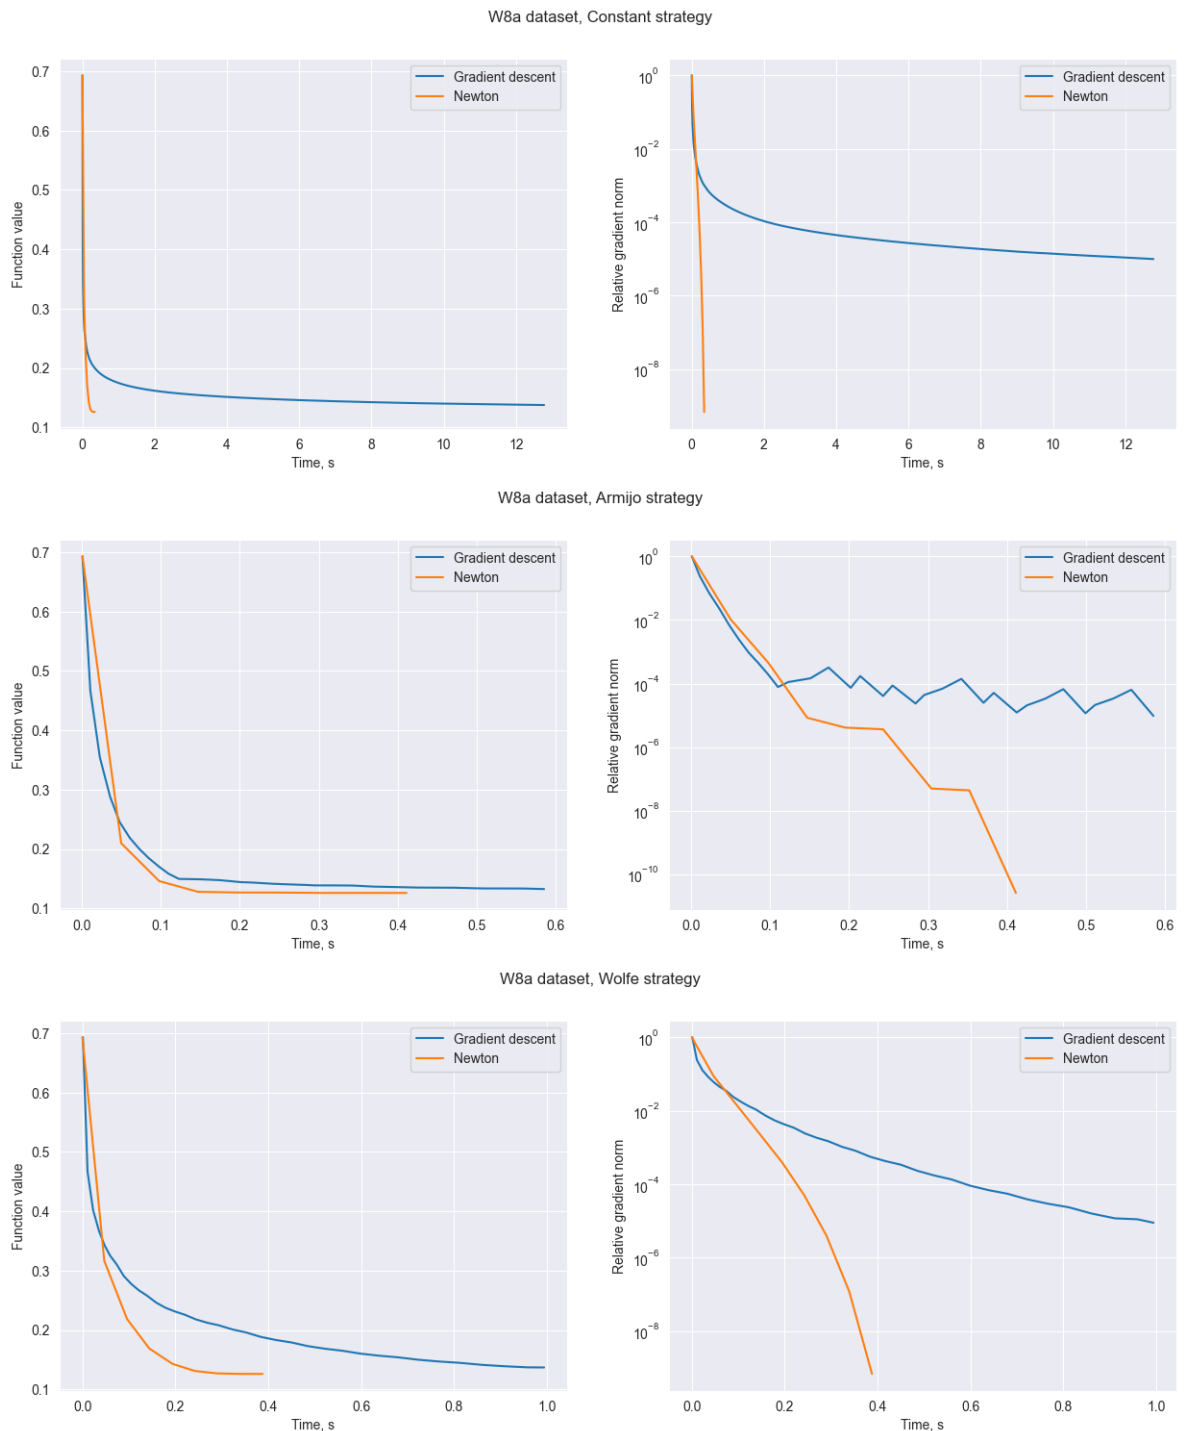 W8a dataset, Constant strategy
Function value
0.7
0.6
0.5
0.4
0.3
0.2
0.1
Gradient descent
Newton
0 2 4 6 8 10 12
Time, s
Relative gradient norm
10⁰
10⁻²
10⁻⁴
10⁻⁶
10⁻⁸
Gradient descent
Newton
0 2 4 6 8 10 12
Time, s
W8a dataset, Armijo strategy
Function value
0.7
0.6
0.5
0.4
0.3
0.2
0.1
Gradient descent
Newton
0.0 0.1 0.2 0.3 0.4 0.5 0.6
Time, s
Relative gradient norm
10⁰
10⁻²
10⁻⁴
10⁻⁶
10⁻⁸
10⁻¹⁰
Gradient descent
Newton
0.0 0.1 0.2 0.3 0.4 0.5 0.6
Time, s
W8a dataset, Wolfe strategy
Function value
0.7
0.6
0.5
0.4
0.3
0.2
0.1
Gradient descent
Newton
0.0 0.2 0.4 0.6 0.8 1.0
Time, s
Relative gradient norm
10⁰
10⁻²
10⁻⁴
10⁻⁶
10⁻⁸
Gradient descent
Newton
0.0 0.2 0.4 0.6 0.8 1.0
Time, s